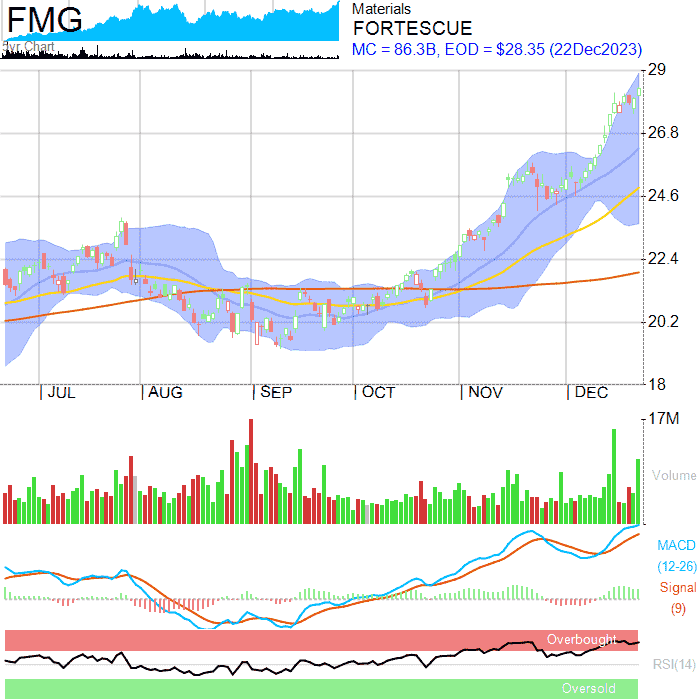 FMG
5yr Chart
Materials
FORTESCUE
MC = 86.3B, EOD = $28.35 (22Dec2023)
29
26.8
24.6
22.4
20.2
18
JUL AUG SEP OCT NOV DEC
17M
Volume
MACD
(12-26)
Signal
(9)
Overbought
RSI(14)
Oversold